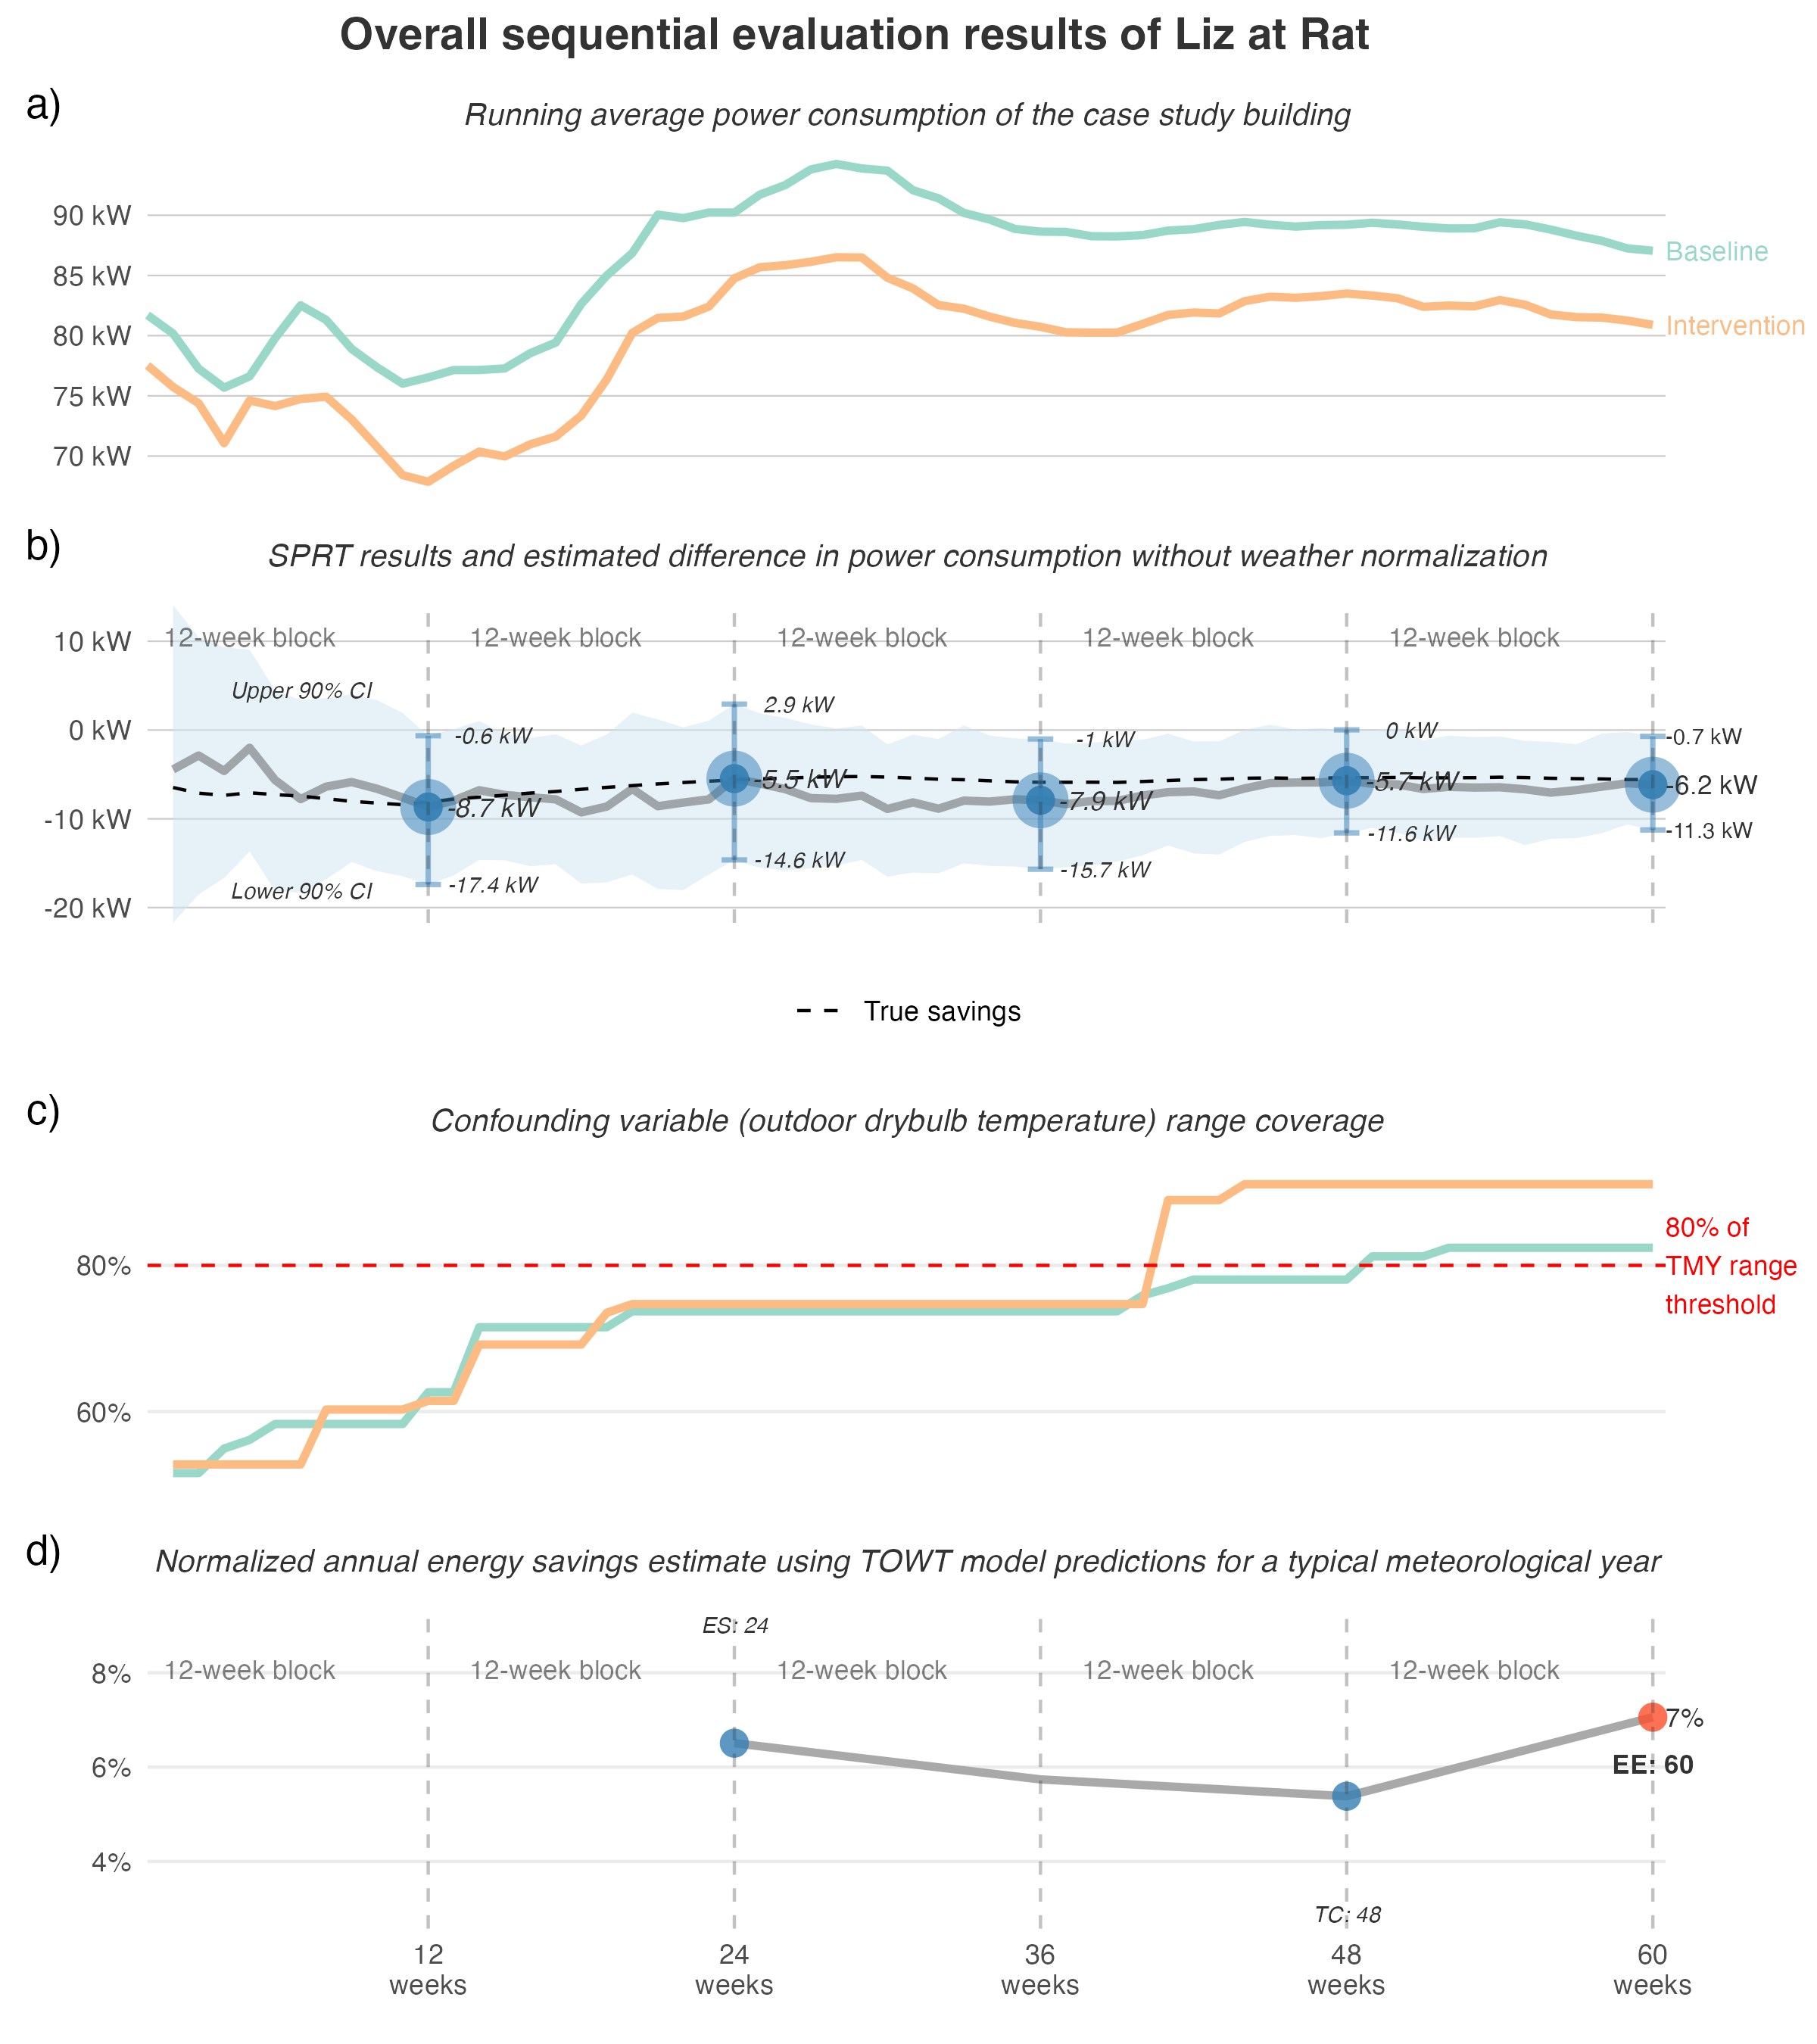 Overall sequential evaluation results of Liz at Rat
a)
Running average power consumption of the case study building
90 kW
85 kW
80 kW
75 kW
70 kW
Baseline
Intervention
b)
SPRT results and estimated difference in power consumption without weather normalization
10 kW
0 kW
-10 kW
-20 kW
12-week block
12-week block
12-week block
12-week block
12-week block
Upper 90% CI
Lower 90% CI
-0.6 kW
-8.7 kW
-17.4 kW
2.9 kW
-5.5 kW
-14.6 kW
-1 kW
-7.9 kW
-15.7 kW
0 kW
-5.7 kW
-11.6 kW
-0.7 kW
-6.2 kW
-11.3 kW
True savings
c)
Confounding variable (outdoor drybulb temperature) range coverage
80%
60%
80% of
TMY range
threshold
d)
Normalized annual energy savings estimate using TOWT model predictions for a typical meteorological year
ES: 24
8%
6%
4%
12-week block
12-week block
12-week block
12-week block
12-week block
7%
EE: 60
TC: 48
12
weeks
24
weeks
36
weeks
48
weeks
60
weeks